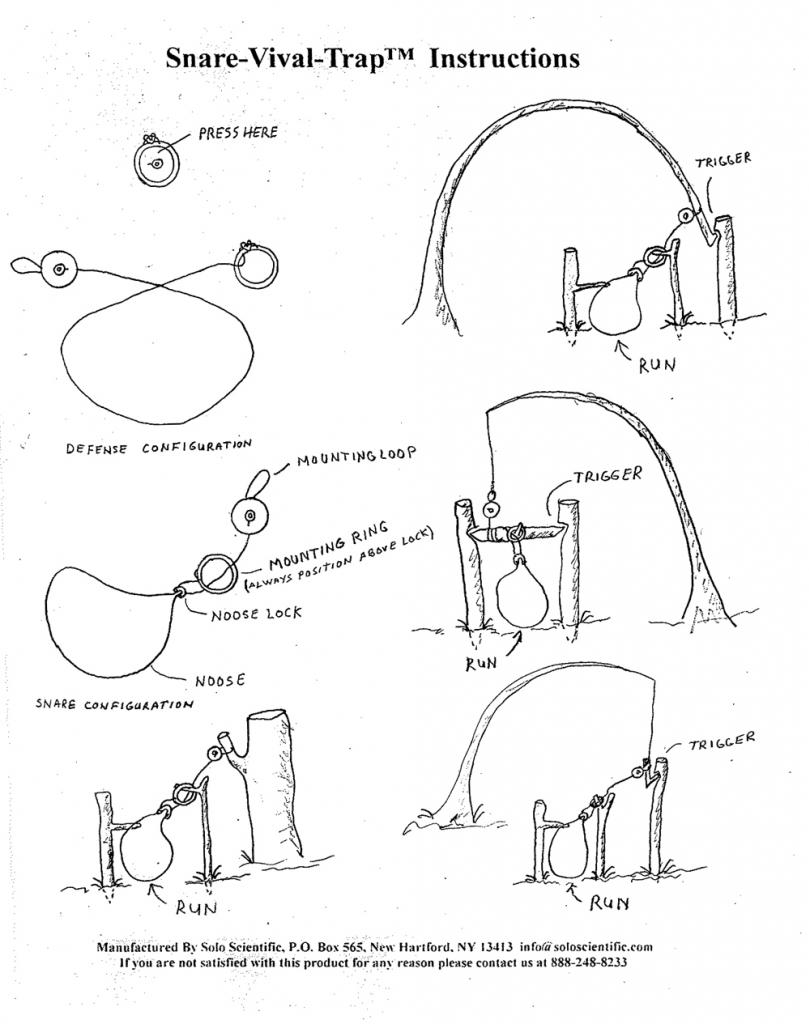 Snare-Vival-Trap™ Instructions
PRESS HERE
DEFENSE CONFIGURATION
MOUNTING LOOP
MOUNTING RING
(ALWAYS POSITION ABOVE LOCK)
NOOSE LOCK
NOOSE
SNARE CONFIGURATION
RUN
TRIGGER
RUN
TRIGGER
RUN
TRIGGER
RUN
Manufactured By Solo Scientific, P.O. Box 565, New Hartford, NY 13413 info@soloscientific.com
If you are not satisfied with this product for any reason please contact us at 888-248-8233